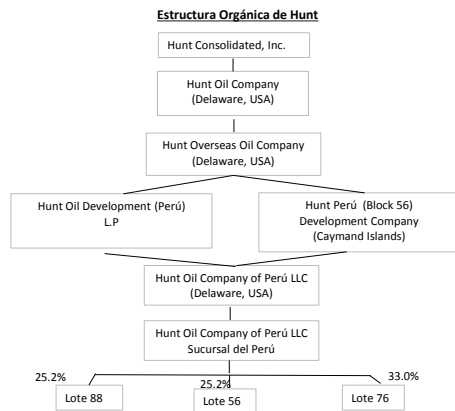 Estructura Orgánica de Hunt
Hunt Consolidated, Inc.
Hunt Oil Company
(Delaware, USA)
Hunt Overseas Oil Company
(Delaware, USA)
Hunt Oil Development (Perú)
L.P
Hunt Perú (Block 56)
Development Company
(Caymand Islands)
Hunt Oil Company of Perú LLC
(Delaware, USA)
Hunt Oil Company of Perú LLC
Sucursal del Perú
25.2%
25.2%
33.0%
Lote 88
Lote 56
Lote 76